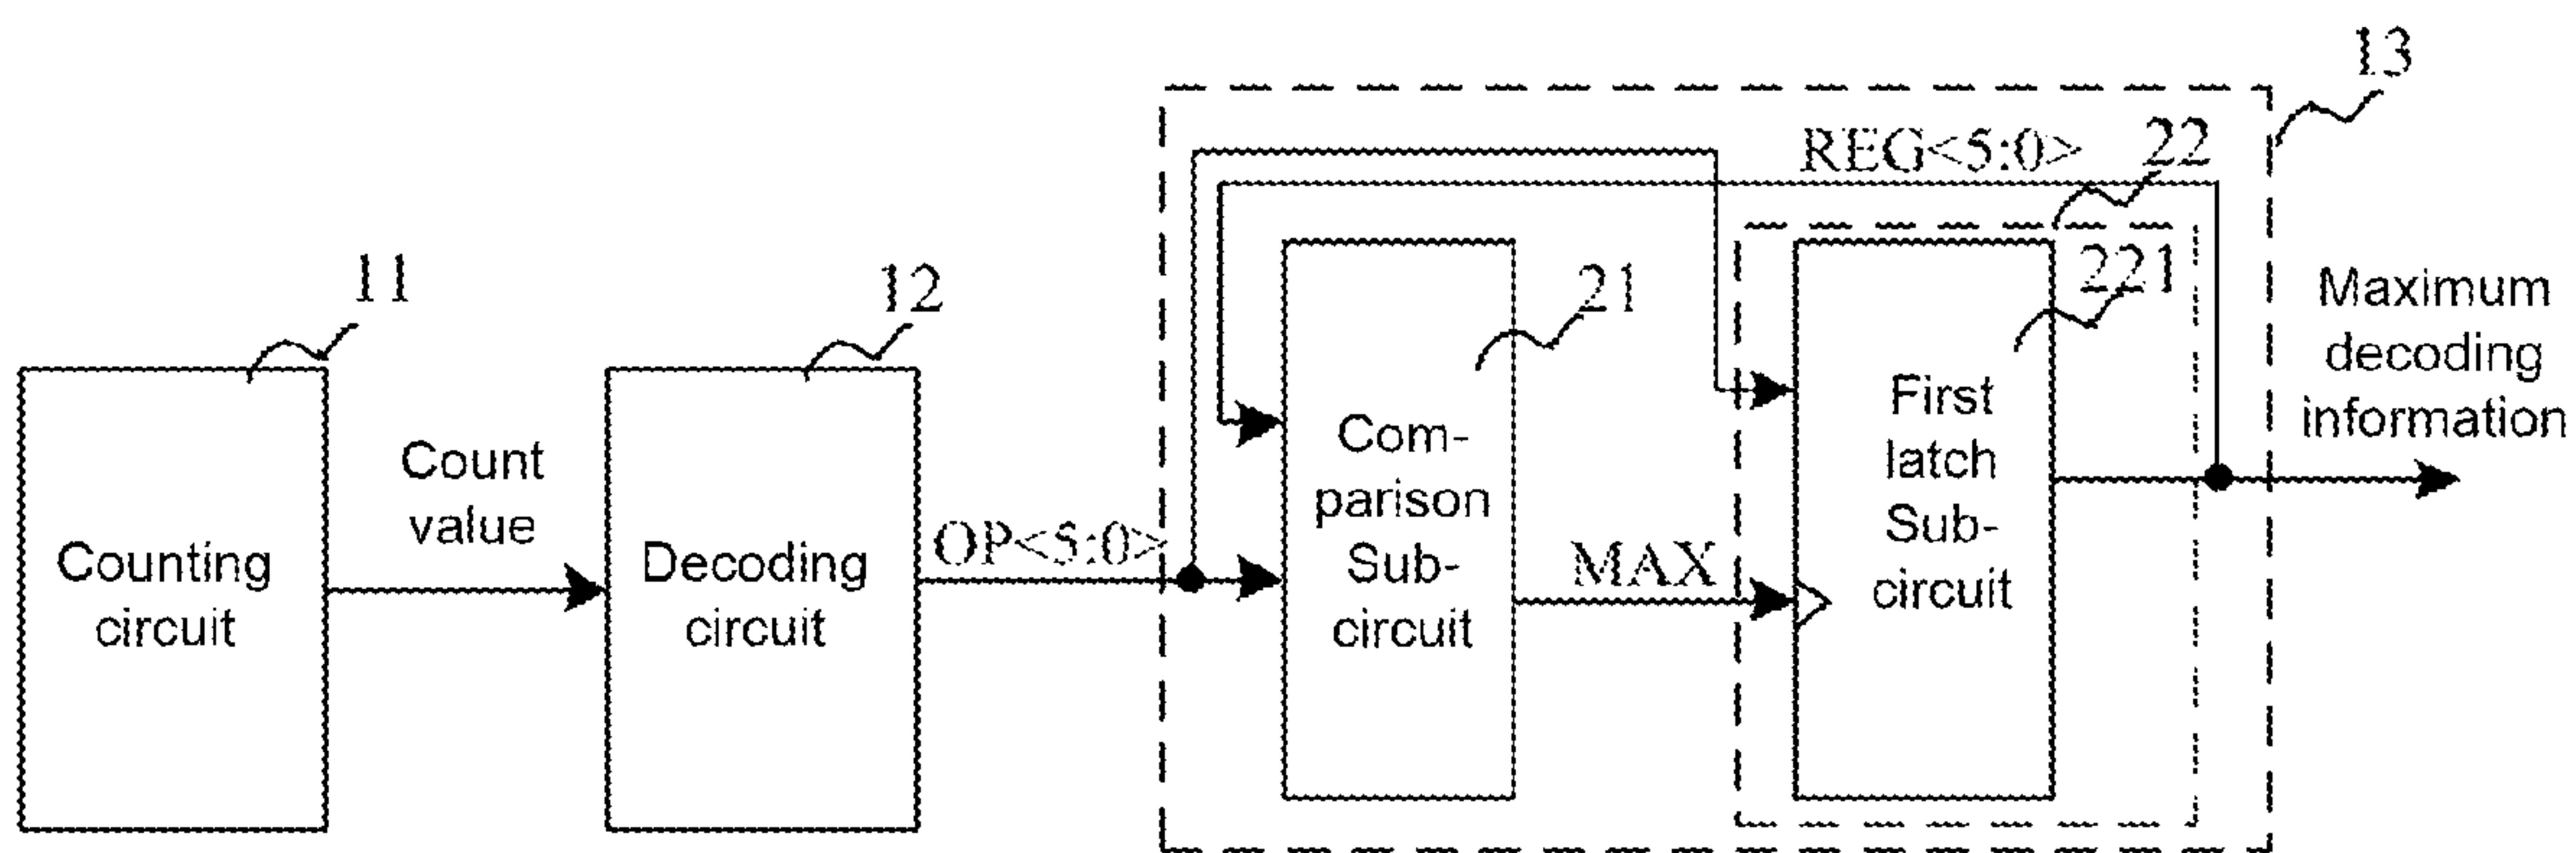 13
REG<5:0>
22
11
12
21
221
Maximum
decoding
information
Count
value
Counting
circuit
Decoding
circuit
OP<5:0>
Com-
parison
Sub-
circuit
MAX
First
latch
Sub-
circuit